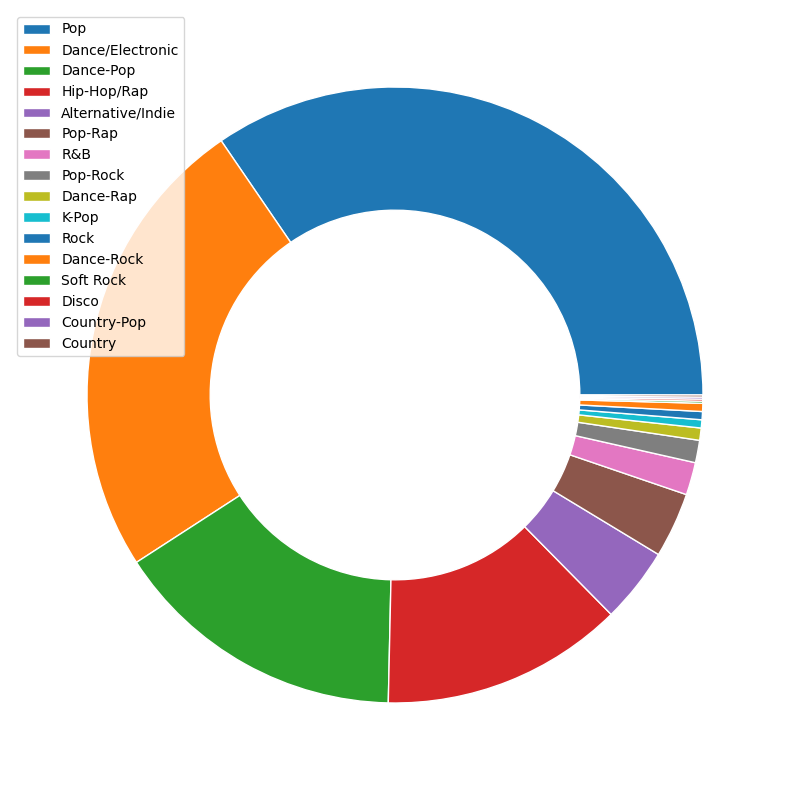 Pop
Dance/Electronic
Dance-Pop
Hip-Hop/Rap
Alternative/Indie
Pop-Rap
R&B
Pop-Rock
Dance-Rap
K-Pop
Rock
Dance-Rock
Soft Rock
Disco
Country-Pop
Country